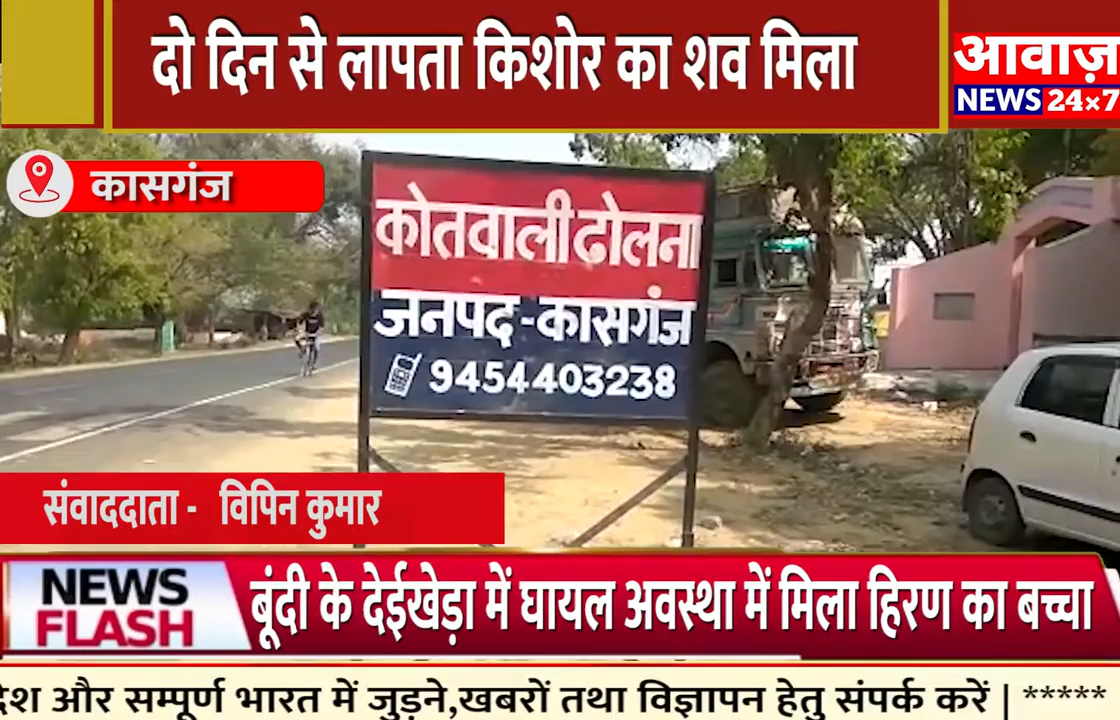 दो दिन से लापता किशोर का शव मिला
आवाज़
NEWS 24×7
कासगंज
कोतवाली ढोलना
जनपद-कासगंज
9454403238
संवाददाता - विपिन कुमार
NEWS
FLASH
बूंदी के देईखेड़ा में घायल अवस्था में मिला हिरण का बच्चा
और सम्पूर्ण भारत में जुड़ने,खबरों तथा विज्ञापन हेतु संपर्क करें | *****